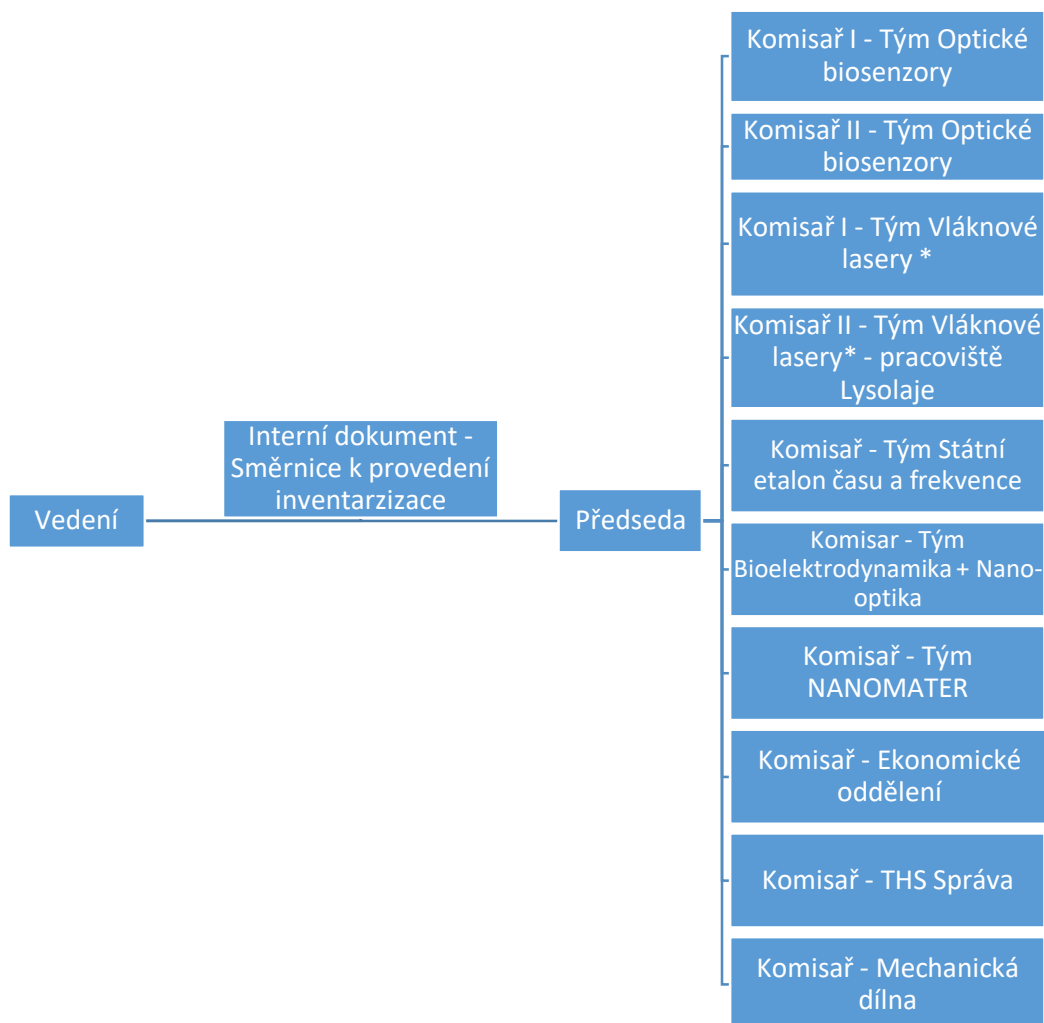 Vedení
Interní dokument -
Směrnice k provedení
inventarzizace
Předseda
Komisař I - Tým Optické
biosenzory
Komisař II - Tým Optické
biosenzory
Komisař I - Tým Vláknové
lasery *
Komisař II - Tým Vláknové
lasery* - pracoviště
Lysolaje
Komisař - Tým Státní
etalon času a frekvence
Komisar - Tým
Bioelektrodynamika + Nano-
optika
Komisař - Tým
NANOMATER
Komisař - Ekonomické
oddělení
Komisař - THS Správa
Komisař - Mechanická
dílna